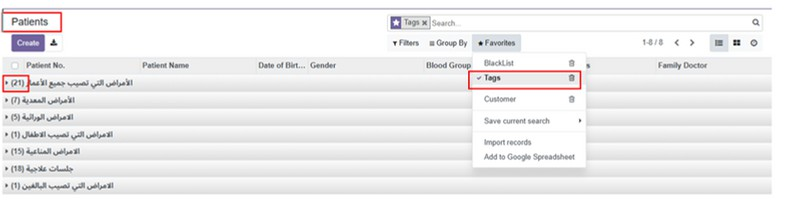 Patients
Tags × Search...
Create
Filters Group By Favorites
1-8 / 8
Patient No. Patient Name Date of Birt... Gender Blood Group Family Doctor
BlackList
Tags
Customer
Save current search
Import records
Add to Google Spreadsheet
الأمراض التي تصيب جميع الأعمار (21)
الأمراض المعدية (7)
الامراض الوراثية (5)
الامراض التي تصيب الاطفال (1)
الامراض المناعية (15)
جلسات علاجية (18)
الامراض التي تصيب البالغين (1)